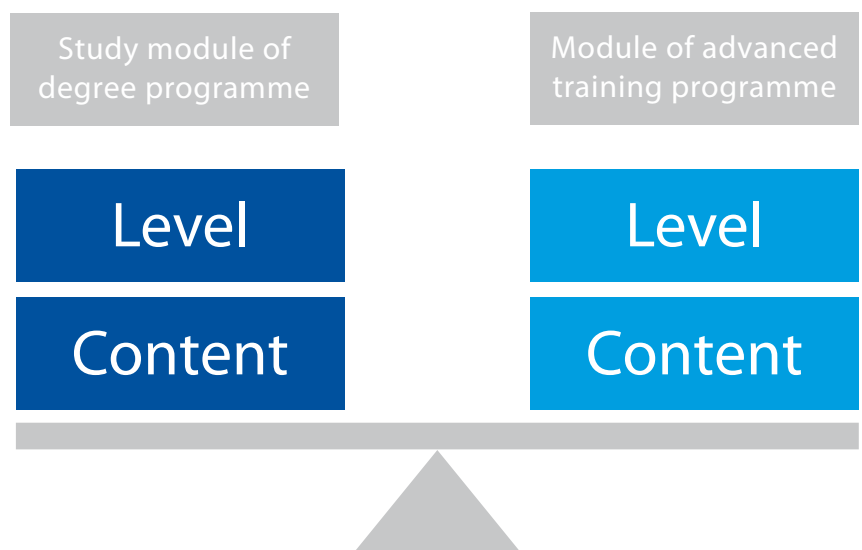 Study module of
degree programme
Module of advanced
training programme
Level
Level
Content
Content